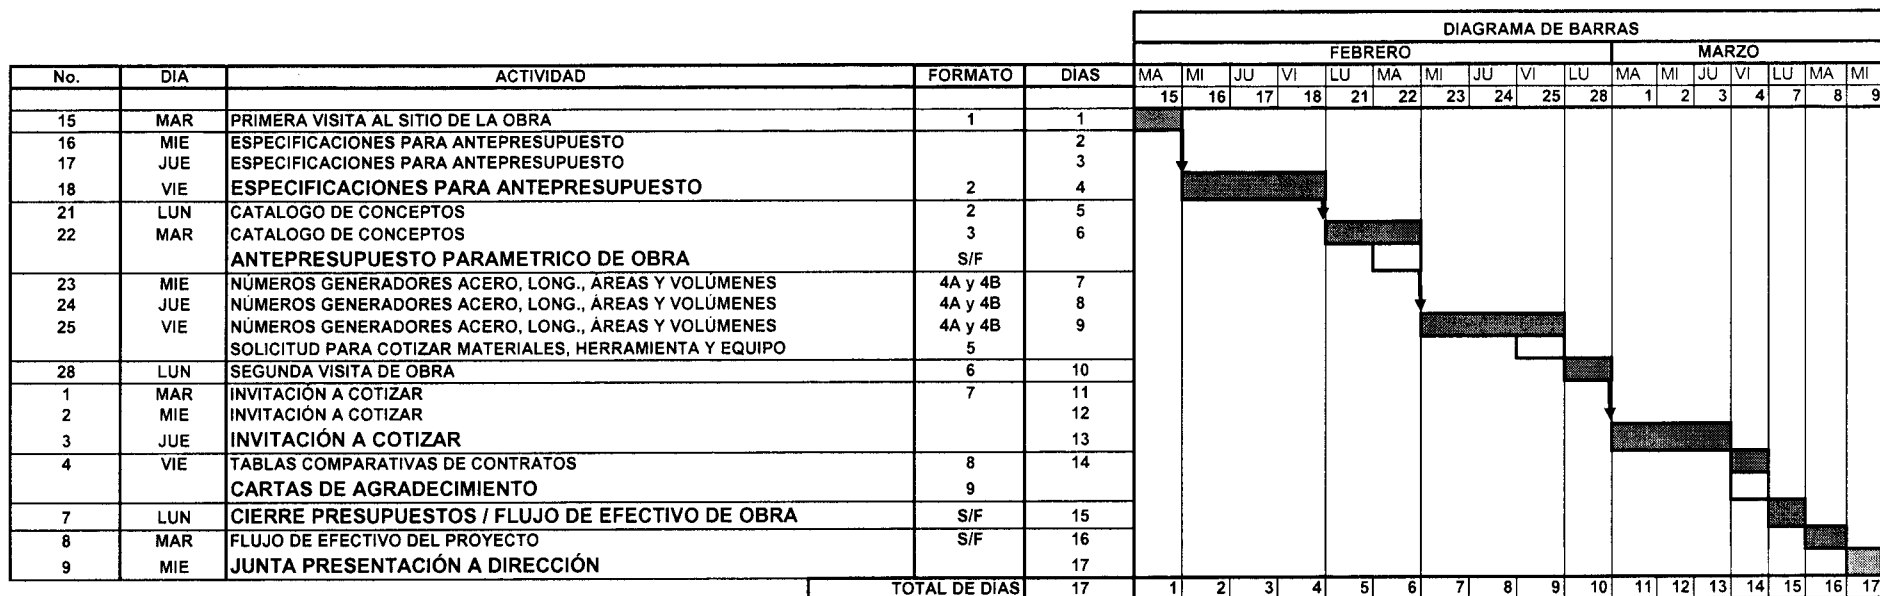 DIAGRAMA DE BARRAS
FEBRERO MARZO
No. DIA ACTIVIDAD FORMATO DÍAS MA MI JU VI LU MA MI JU VI LU MA MI JU VI LU MA MI
15 16 17 18 21 22 23 24 25 28 1 2 3 4 7 8 9
15 MAR PRIMERA VISITA AL SITIO DE LA OBRA 1 1
16 MIE ESPECIFICACIONES PARA ANTEPRESUPUESTO 2
17 JUE ESPECIFICACIONES PARA ANTEPRESUPUESTO 3
18 VIE ESPECIFICACIONES PARA ANTEPRESUPUESTO 2 4
21 LUN CATALOGO DE CONCEPTOS 2 5
22 MAR CATALOGO DE CONCEPTOS 3 6
ANTEPRESUPUESTO PARAMETRICO DE OBRA S/F
23 MIE NÚMEROS GENERADORES ACERO, LONG., ÁREAS Y VOLÚMENES 4A y 4B 7
24 JUE NÚMEROS GENERADORES ACERO, LONG., ÁREAS Y VOLÚMENES 4A y 4B 8
25 VIE NÚMEROS GENERADORES ACERO, LONG., ÁREAS Y VOLÚMENES 4A y 4B 9
SOLICITUD PARA COTIZAR MATERIALES, HERRAMIENTA Y EQUIPO 5
28 LUN SEGUNDA VISITA DE OBRA 6 10
1 MAR INVITACIÓN A COTIZAR 7 11
2 MIE INVITACIÓN A COTIZAR 12
3 JUE INVITACIÓN A COTIZAR 13
4 VIE TABLAS COMPARATIVAS DE CONTRATOS 8 14
CARTAS DE AGRADECIMIENTO 9
7 LUN CIERRE PRESUPUESTOS / FLUJO DE EFECTIVO DE OBRA S/F 15
8 MAR FLUJO DE EFECTIVO DEL PROYECTO S/F 16
9 MIE JUNTA PRESENTACIÓN A DIRECCIÓN 17
TOTAL DE DÍAS 17 1 2 3 4 5 6 7 8 9 10 11 12 13 14 15 16 17